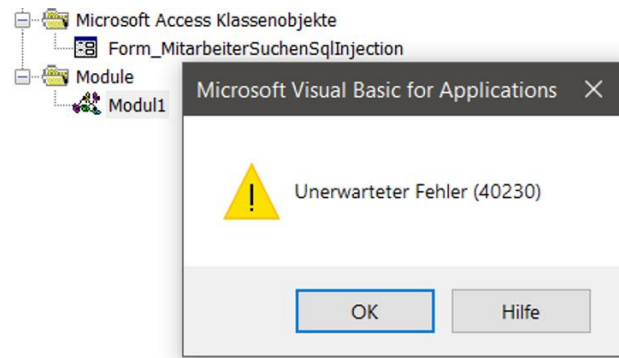 Microsoft Access Klassenobjekte
Form_MitarbeiterSuchenSqlInjection
Module
Modul1
Microsoft Visual Basic for Applications
Unerwarteter Fehler (40230)
OK
Hilfe